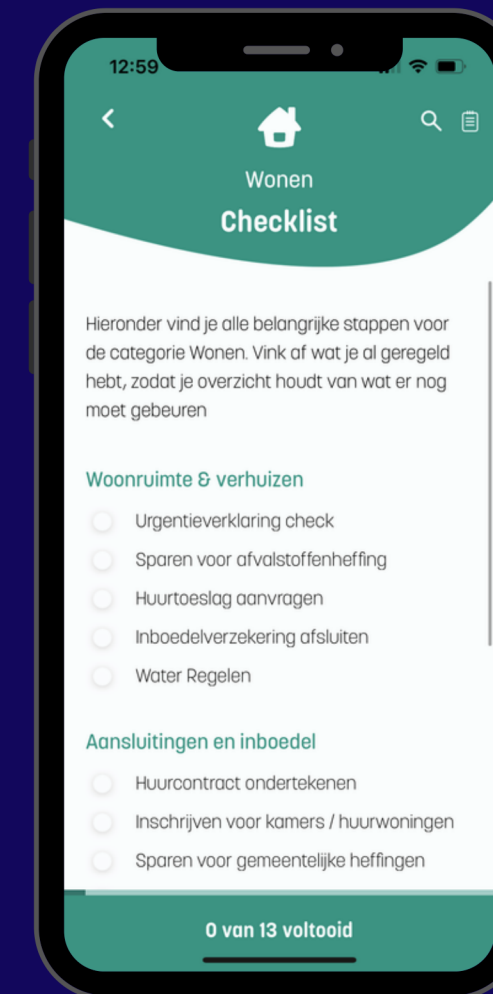 12:59
Wonen
Checklist
Hieronder vind je alle belangrijke stappen voor
de categorie Wonen. Vink af wat je al geregeld
hebt, zodat je overzicht houdt van wat er nog
moet gebeuren
Woonruimte & verhuizen
Urgentieverklaring check
Sparen voor afvalstoffenheffing
Huurtoeslag aanvragen
Inboedelverzekering afsluiten
Water Regelen
Aansluitingen en inboedel
Huurcontract ondertekenen
Inschrijven voor kamers / huurwoningen
Sparen voor gemeentelijke heffingen
0 van 13 voltooid